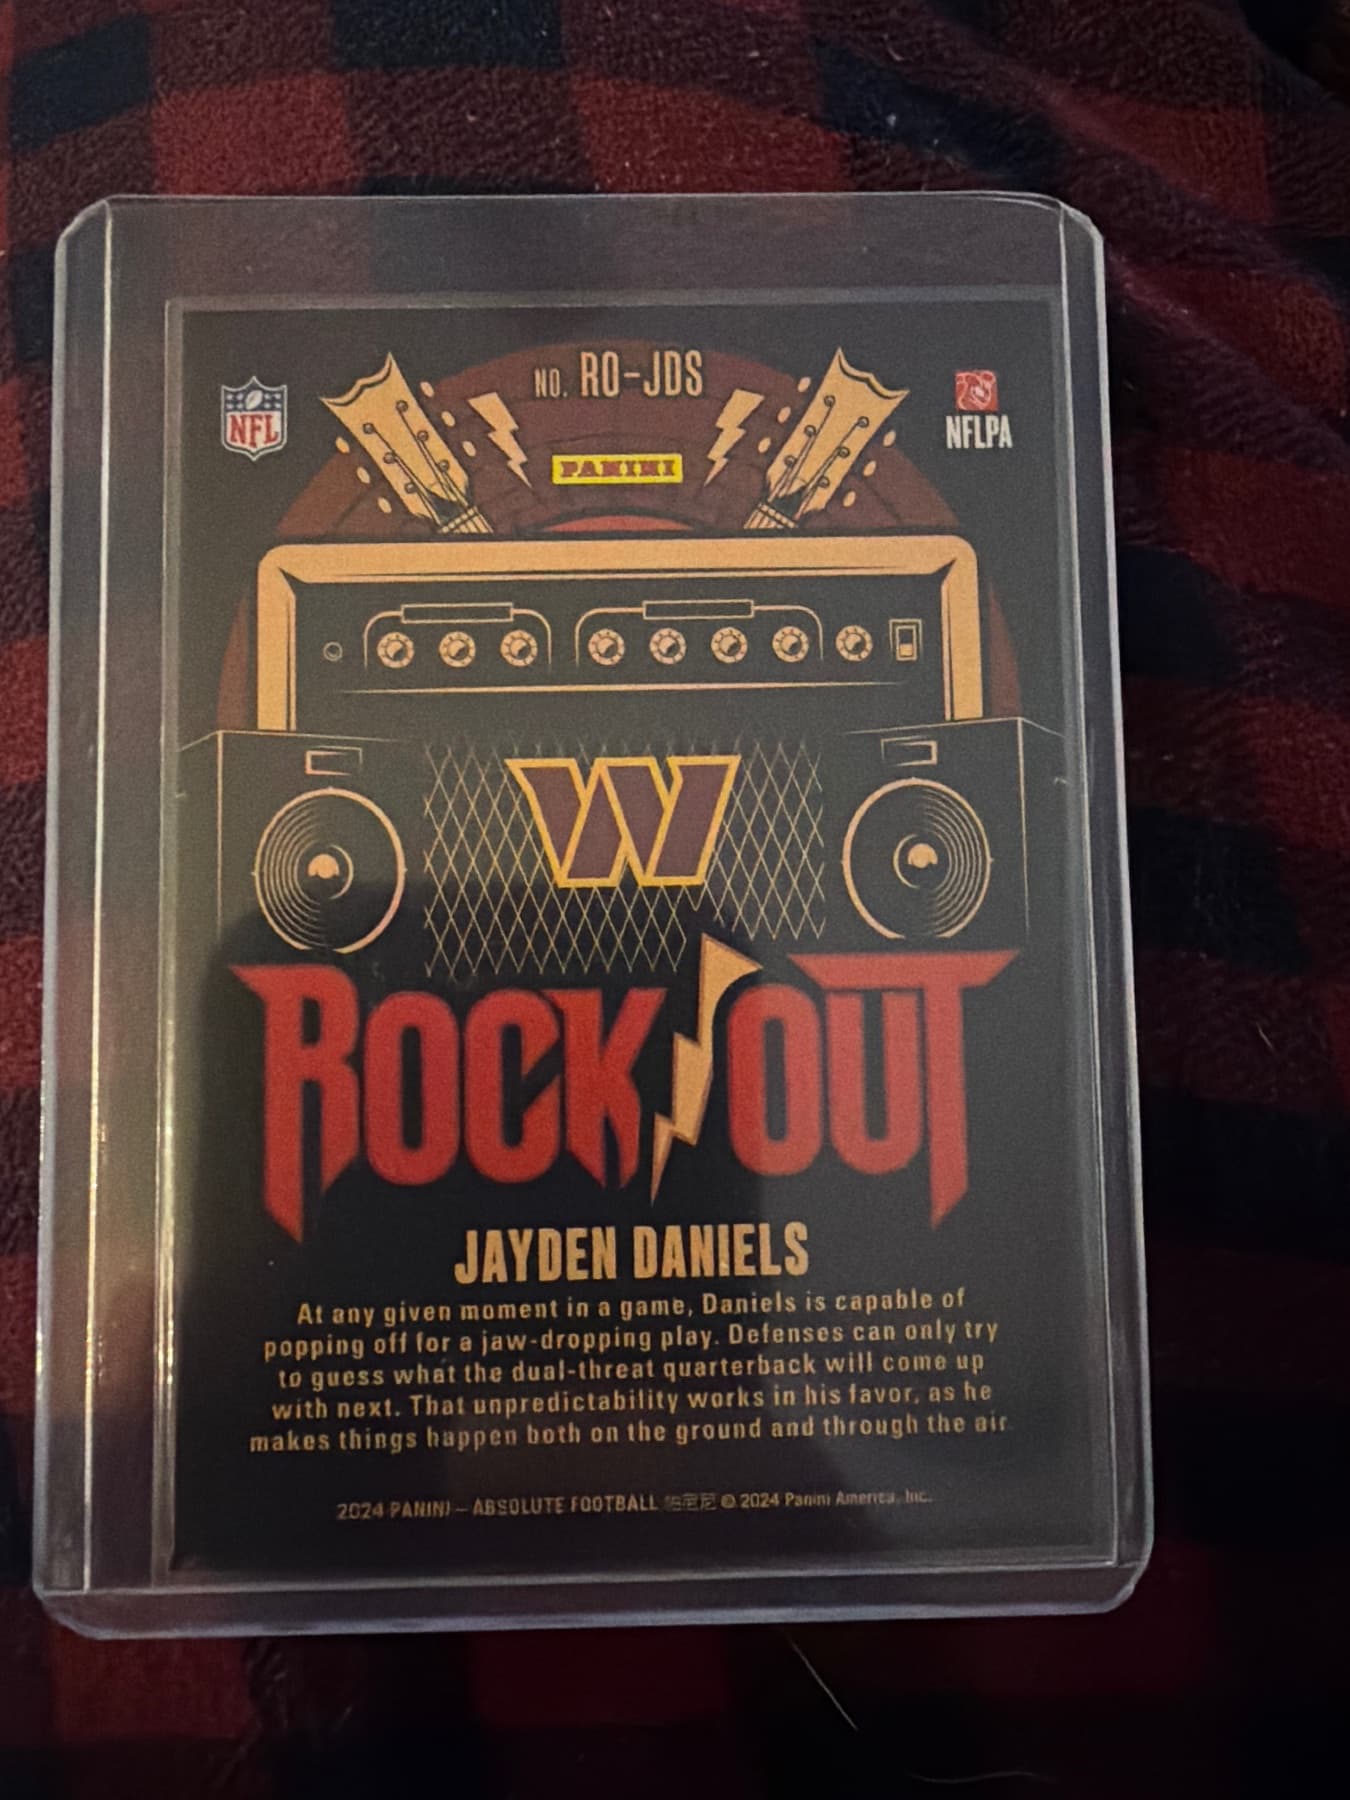 NO. RO-JDS
NFL
PANINI
NFLPA
W
ROCK OUT
JAYDEN DANIELS
At any given moment in a game, Daniels is capable of
popping off for a jaw-dropping play. Defenses can only try
to guess what the dual-threat quarterback will come up
with next. That unpredictability works in his favor, as he
makes things happen both on the ground and through the air.
2024 PANINI – ABSOLUTE FOOTBALL © 2024 Panini America, Inc.